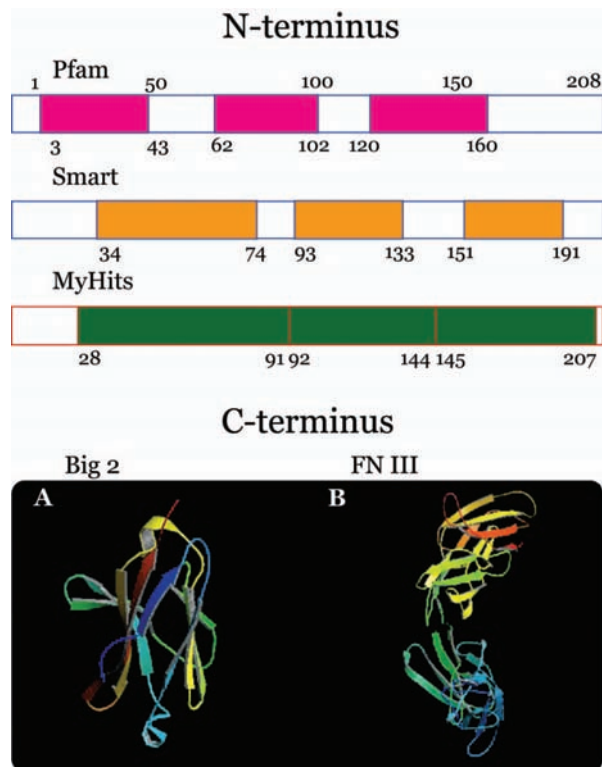 N-terminus
Pfam
1 50 100 150 208
3 43 62 102 120 160
Smart
34 74 93 133 151 191
MyHits
28 91 92 144 145 207
C-terminus
Big 2 FN III
A B